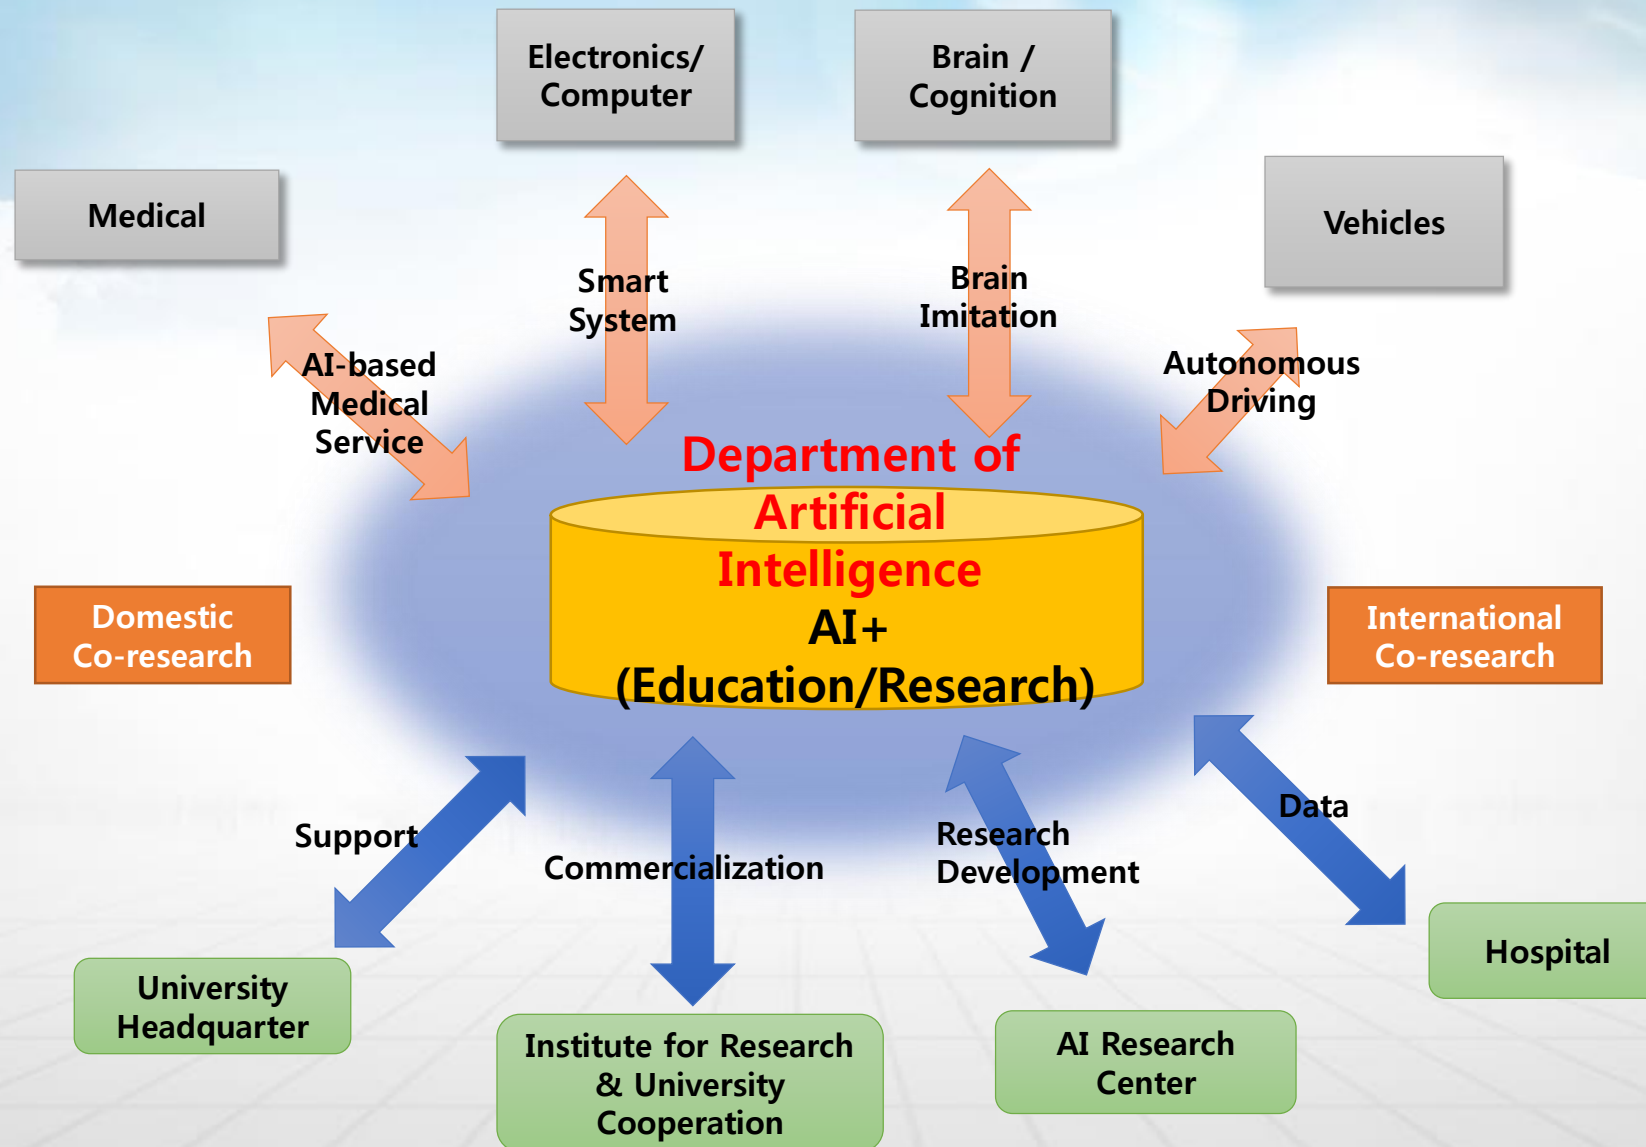 Electronics/
Computer
Brain /
Cognition
Medical
Vehicles
Smart
System
Brain
Imitation
AI-based
Medical
Service
Autonomous
Driving
Department of
Artificial
Intelligence
AI+
(Education/Research)
Domestic
Co-research
International
Co-research
Support
Commercialization
Research
Development
Data
University
Headquarter
Institute for Research
& University
Cooperation
AI Research
Center
Hospital